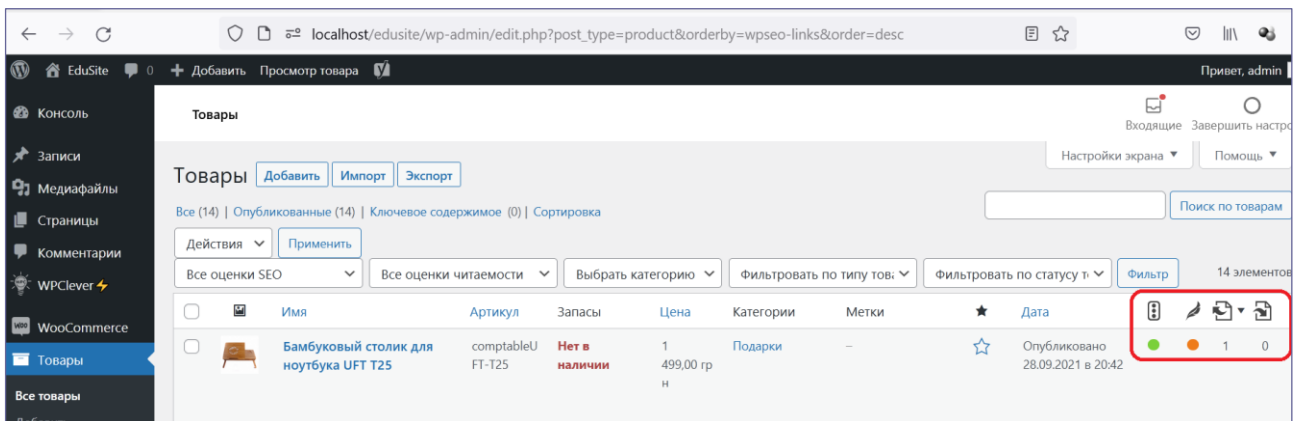 localhost/edusite/wp-admin/edit.php?post_type=product&orderby=wpseo-links&order=desc
EduSite 0 Добавить Просмотр товара Привет, admin
Консоль
Записи
Медиафайлы
Страницы
Комментарии
WPClever
WooCommerce
Товары
Все товары
Товары
Входящие Завершить настро
Настройки экрана Помощь
Товары Добавить Импорт Экспорт
Все (14) | Опубликованные (14) | Ключевое содержимое (0) | Сортировка
Поиск по товарам
Действия Применить
Все оценки SEO Все оценки читаемости Выбрать категорию Фильтровать по типу това Фильтровать по статусу т Фильтр 14 элементов
Имя Артикул Запасы Цена Категории Метки Дата
Бамбуковый столик для comptableU Нет в 1 Подарки – Опубликовано 1 0
ноутбука UFT T25 FT-T25 наличии 499,00 гр 28.09.2021 в 20:42
н